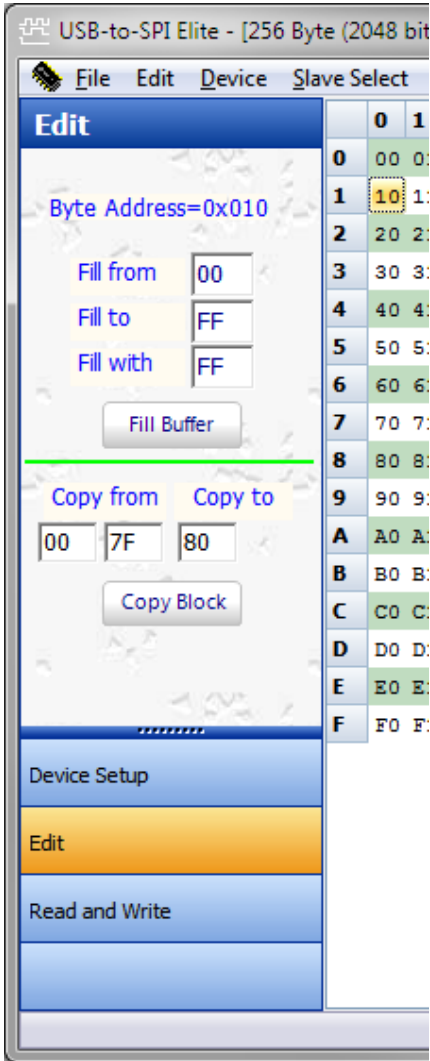 USB-to-SPI Elite - [256 Byte (2048 bit
File Edit Device Slave Select
Edit
Byte Address=0x010
Fill from 00
Fill to FF
Fill with FF
Fill Buffer
Copy from Copy to
00 7F 80
Copy Block
Device Setup
Edit
Read and Write
0 1
0 00
1 10
2 20
3 30
4 40
5 50
6 60
7 70
8 80
9 90
A A0
B B0
C C0
D D0
E E0
F F0